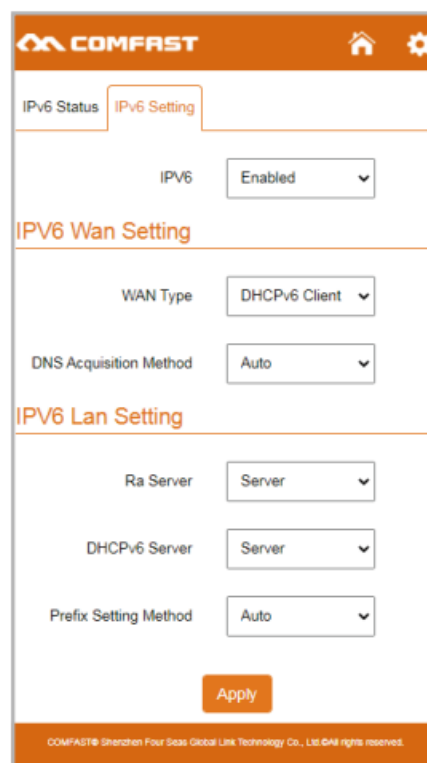 COMFAST
IPv6 Status IPv6 Setting
IPV6 Enabled
IPV6 Wan Setting
WAN Type DHCPv6 Client
DNS Acquisition Method Auto
IPV6 Lan Setting
Ra Server Server
DHCPv6 Server Server
Prefix Setting Method Auto
Apply
COMFAST® Shenzhen Four Seas Global Link Technology Co., Ltd.©All rights reserved.